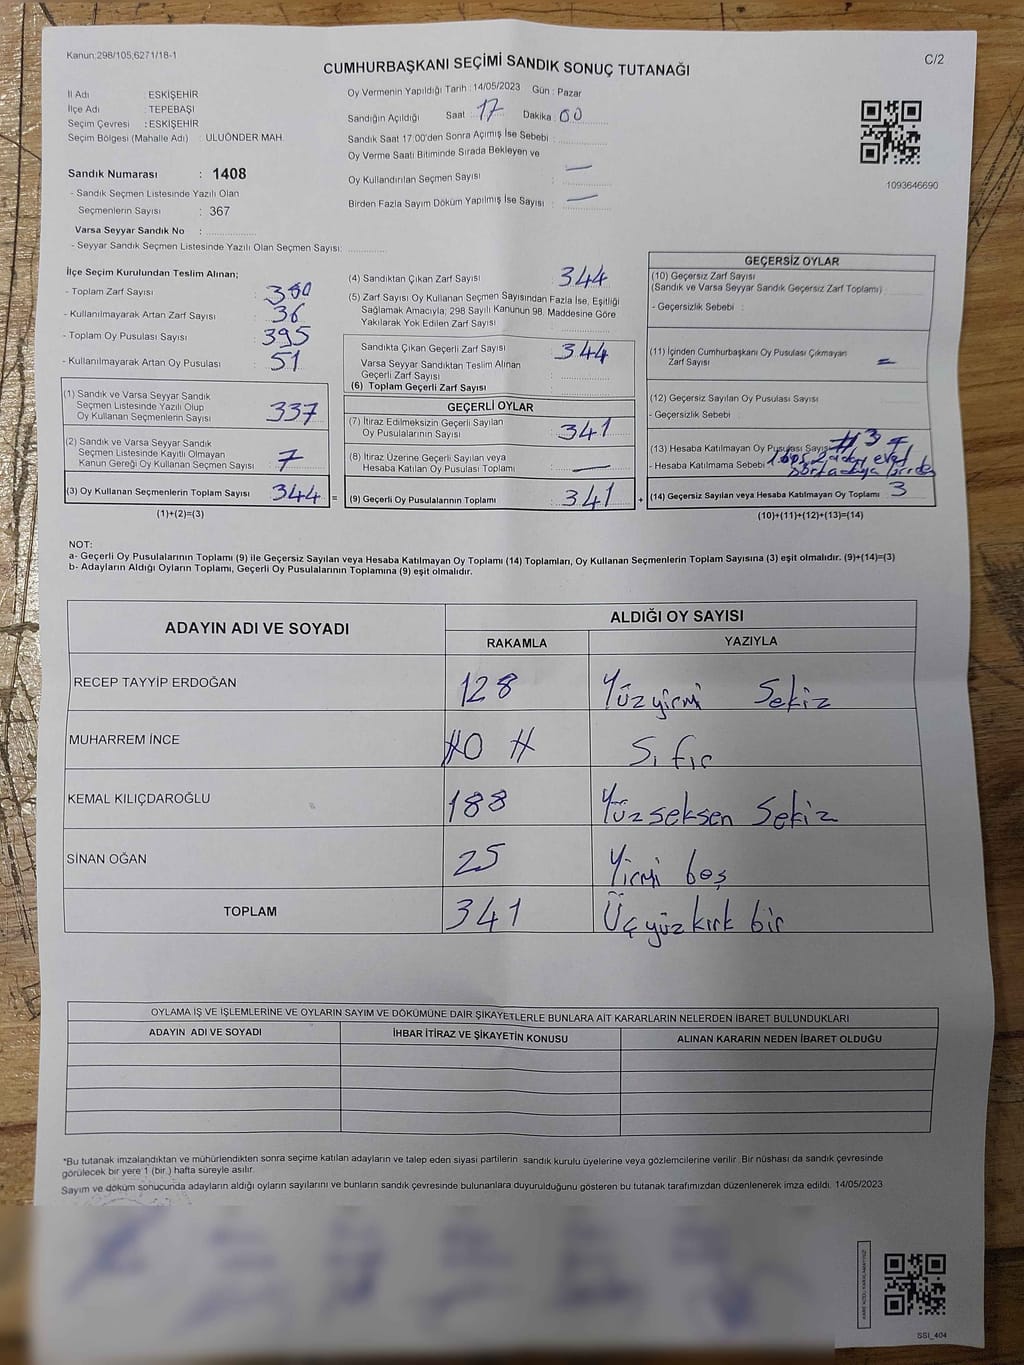 Kanun:298/105,6271/18-1
C/2
CUMHURBAŞKANI SEÇİMİ SANDIK SONUÇ TUTANAĞI
İl Adı : ESKİŞEHİR
İlçe Adı : TEPEBAŞI
Seçim Çevresi : ESKİŞEHİR
Seçim Bölgesi (Mahalle Adı) : ULUÖNDER MAH.
Sandık Numarası : 1408
- Sandık Seçmen Listesinde Yazılı Olan
Seçmenlerin Sayısı : 367
Varsa Seyyar Sandık No :
- Seyyar Sandık Seçmen Listesinde Yazılı Olan Seçmen Sayısı:
Oy Vermenin Yapıldığı Tarih : 14/05/2023 Gün : Pazar
Sandığın Açıldığı Saat : 17 Dakika : 00
Sandık Saat 17.00'den Sonra Açımış İse Sebebi :
Oy Verme Saati Bitiminde Sırada Bekleyen ve
Oy Kullandırılan Seçmen Sayısı : —
Birden Fazla Sayım Döküm Yapılmış İse Sayısı : —
1093646690
İlçe Seçim Kurulundan Teslim Alınan;
- Toplam Zarf Sayısı : 380
- Kullanılmayarak Artan Zarf Sayısı : 36
- Toplam Oy Pusulası Sayısı : 395
- Kullanılmayarak Artan Oy Pusulası : 51
(1) Sandık ve Varsa Seyyar Sandık
Seçmen Listesinde Yazılı Olup
Oy Kullanan Seçmenlerin Sayısı 337
(2) Sandık ve Varsa Seyyar Sandık
Seçmen Listesinde Kayıtlı Olmayan
Kanun Gereği Oy Kullanan Seçmen Sayısı 7
(3) Oy Kullanan Seçmenlerin Toplam Sayısı 344 =
(1)+(2)=(3)
(4) Sandıktan Çıkan Zarf Sayısı : 344
(5) Zarf Sayısı Oy Kullanan Seçmen Sayısından Fazla İse, Eşitliği
Sağlamak Amacıyla; 298 Sayılı Kanunun 98. Maddesine Göre
Yakılarak Yok Edilen Zarf Sayısı :
Sandıkta Çıkan Geçerli Zarf Sayısı : 344
Varsa Seyyar Sandıktan Teslim Alınan
Geçerli Zarf Sayısı :
(6) Toplam Geçerli Zarf Sayısı :
GEÇERLİ OYLAR
(7) İtiraz Edilmeksizin Geçerli Sayılan
Oy Pusulalarının Sayısı : 341
(8) İtiraz Üzerine Geçerli Sayılan veya
Hesaba Katılan Oy Pusulası Toplamı : —
(9) Geçerli Oy Pusulalarının Toplamı : 341 +
GEÇERSİZ OYLAR
(10) Geçersiz Zarf Sayısı
(Sandık ve Varsa Seyyar Sandık Geçersiz Zarf Toplamı)
- Geçersizlik Sebebi :
(11) İçinden Cumhurbaşkanı Oy Pusulası Çıkmayan
Zarf Sayısı
(12) Geçersiz Sayılan Oy Pusulası Sayısı :
- Geçersizlik Sebebi :
(13) Hesaba Katılmayan Oy Pusulası Sayısı 3
- Hesaba Katılmama Sebebi : 1 boş 2 aday evet
dört adaya birden
(14) Geçersiz Sayılan veya Hesaba Katılmayan Oy Toplamı 3
(10)+(11)+(12)+(13)=(14)
NOT:
a- Geçerli Oy Pusulalarının Toplamı (9) ile Geçersiz Sayılan veya Hesaba Katılmayan Oy Toplamı (14) Toplamları, Oy Kullanan Seçmenlerin Toplam Sayısına (3) eşit olmalıdır. (9)+(14)=(3)
b- Adayların Aldığı Oyların Toplamı, Geçerli Oy Pusulalarının Toplamına (9) eşit olmalıdır.
ADAYIN ADI VE SOYADI
ALDIĞI OY SAYISI
RAKAMLA YAZIYLA
RECEP TAYYİP ERDOĞAN 128 Yüzyirmi Sekiz
MUHARREM İNCE #0 # Sıfır
KEMAL KILIÇDAROĞLU 188 Yüzseksen Sekiz
SİNAN OĞAN 25 Yirmi beş
TOPLAM 341 Üçyüz kırk bir
OYLAMA İŞ VE İŞLEMLERİNE VE OYLARIN SAYIM VE DÖKÜMÜNE DAİR ŞİKAYETLERLE BUNLARA AİT KARARLARIN NELERDEN İBARET BULUNDUKLARI
ADAYIN ADI VE SOYADI İHBAR İTİRAZ VE ŞİKAYETİN KONUSU ALINAN KARARIN NEDEN İBARET OLDUĞU
*Bu tutanak imzalandıktan ve mühürlendikten sonra seçime katılan adayların ve talep eden siyasi partilerin sandık kurulu üyelerine veya gözlemcilerine verilir. Bir nüshası da sandık çevresinde
görülecek bir yere 1 (bir.) hafta süreyle asılır.
Sayım ve döküm sonucunda adayların aldığı oyların sayılarını ve bunların sandık çevresinde bulunanlara duyurulduğunu gösteren bu tutanak tarafımızdan düzenlenerek imza edildi. 14/05/2023
SSI_404